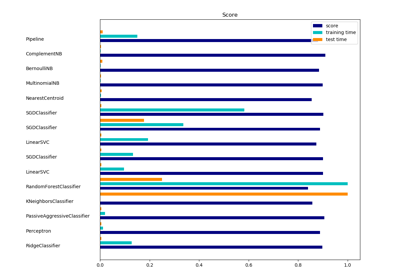 Score
score
training time
test time
Pipeline
ComplementNB
BernoulliNB
MultinomialNB
NearestCentroid
SGDClassifier
SGDClassifier
LinearSVC
SGDClassifier
LinearSVC
RandomForestClassifier
KNeighborsClassifier
PassiveAggressiveClassifier
Perceptron
RidgeClassifier
0.0 0.2 0.4 0.6 0.8 1.0